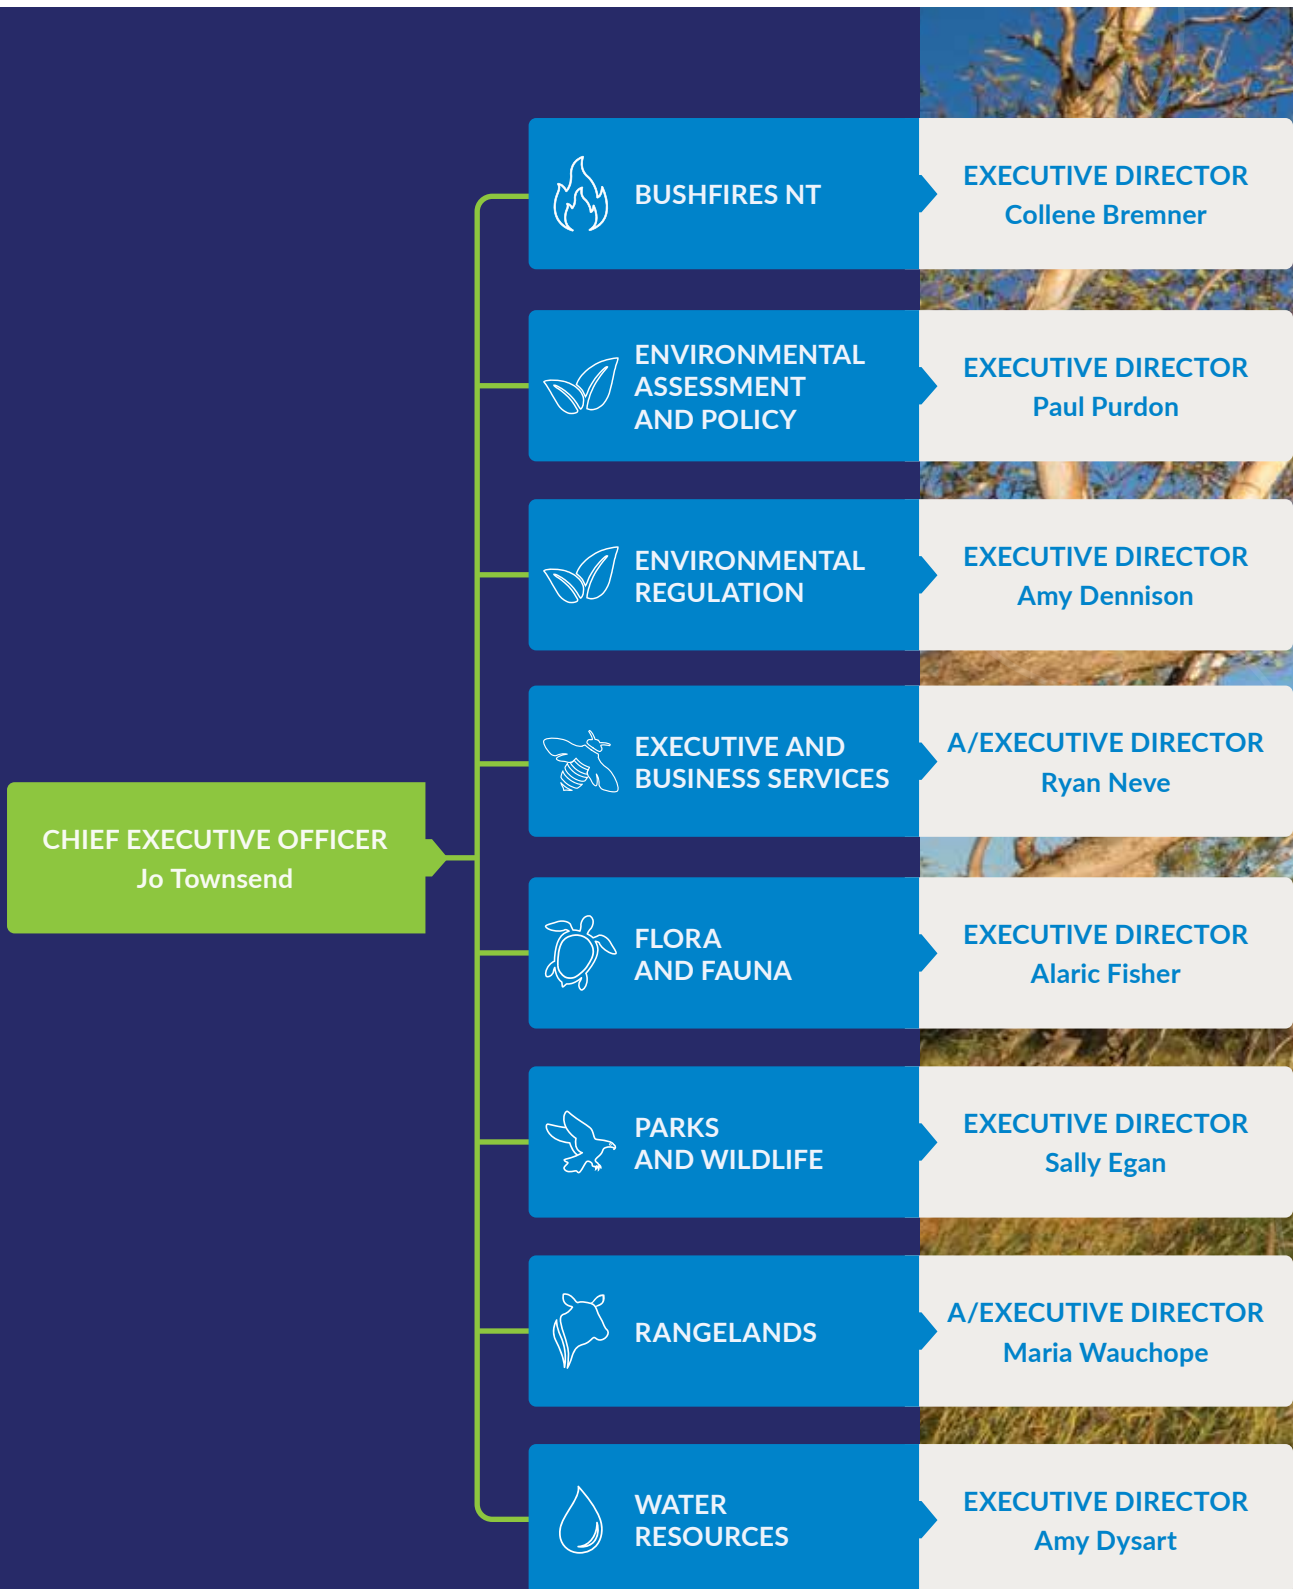 BUSHFIRES NT
EXECUTIVE DIRECTOR
Collene Bremner
ENVIRONMENTAL
ASSESSMENT
AND POLICY
EXECUTIVE DIRECTOR
Paul Purdon
ENVIRONMENTAL
REGULATION
EXECUTIVE DIRECTOR
Amy Dennison
EXECUTIVE AND
BUSINESS SERVICES
A/EXECUTIVE DIRECTOR
Ryan Neve
CHIEF EXECUTIVE OFFICER
Jo Townsend
FLORA
AND FAUNA
EXECUTIVE DIRECTOR
Alaric Fisher
PARKS
AND WILDLIFE
EXECUTIVE DIRECTOR
Sally Egan
RANGELANDS
A/EXECUTIVE DIRECTOR
Maria Wauchope
WATER
RESOURCES
EXECUTIVE DIRECTOR
Amy Dysart